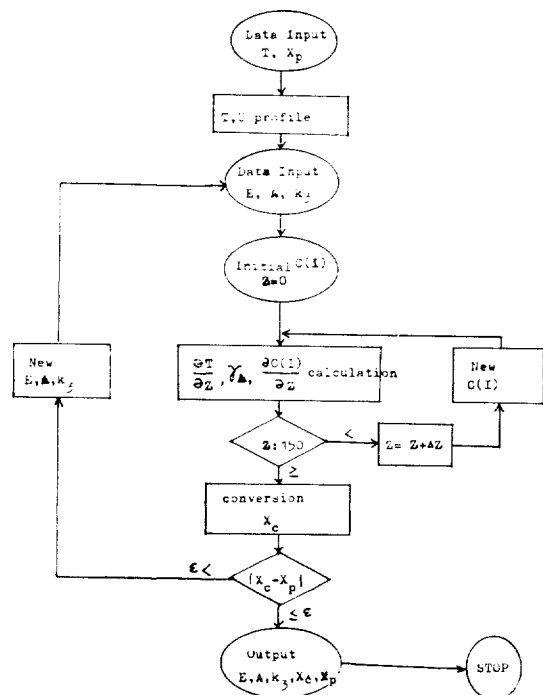 Data Input
T, Xp
T,U profile
Data Input
E, A, k3
Initial C(I)
Z=0
New
E,A,k3
∂T/∂Z , γA, ∂C(I)/∂Z calculation
New
C(I)
Z:150
<
Z= Z+ΔZ
≥
conversion
Xc
ε <
|Xc-Xp|
≤ ε
Output
E,A,k3,Xc,Xp
STOP